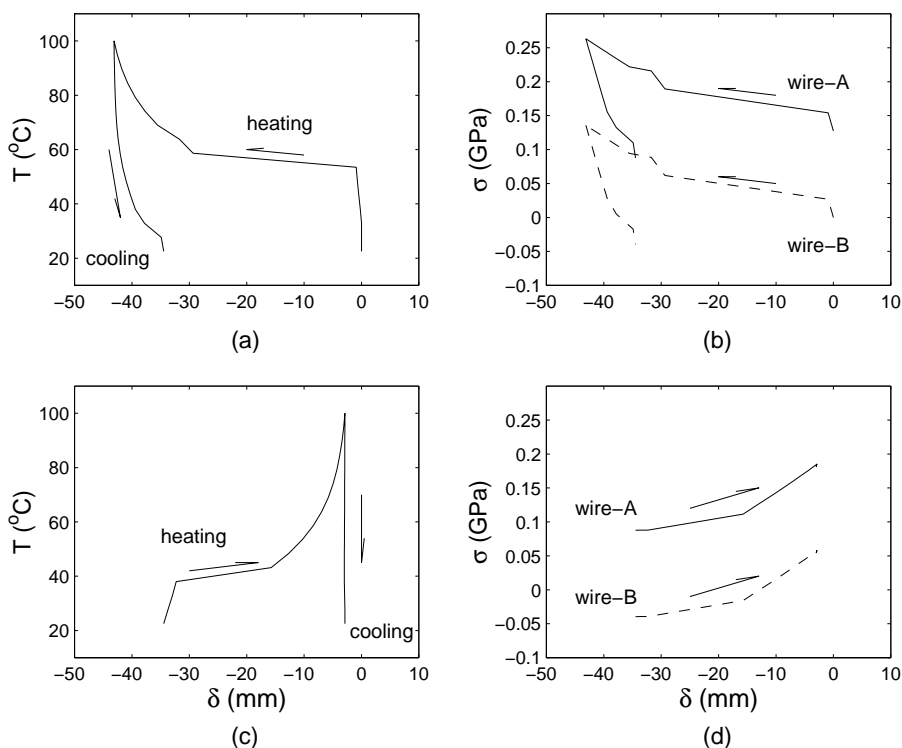 100
80
60
40
20
T (°C)
heating
cooling
−50 −40 −30 −20 −10 0 10
(a)
0.25
0.2
0.15
0.1
0.05
0
−0.05
−0.1
σ (GPa)
wire−A
wire−B
−50 −40 −30 −20 −10 0 10
(b)
100
80
60
40
20
T (°C)
heating
cooling
−50 −40 −30 −20 −10 0 10
δ (mm)
(c)
0.25
0.2
0.15
0.1
0.05
0
−0.05
−0.1
σ (GPa)
wire−A
wire−B
−50 −40 −30 −20 −10 0 10
δ (mm)
(d)